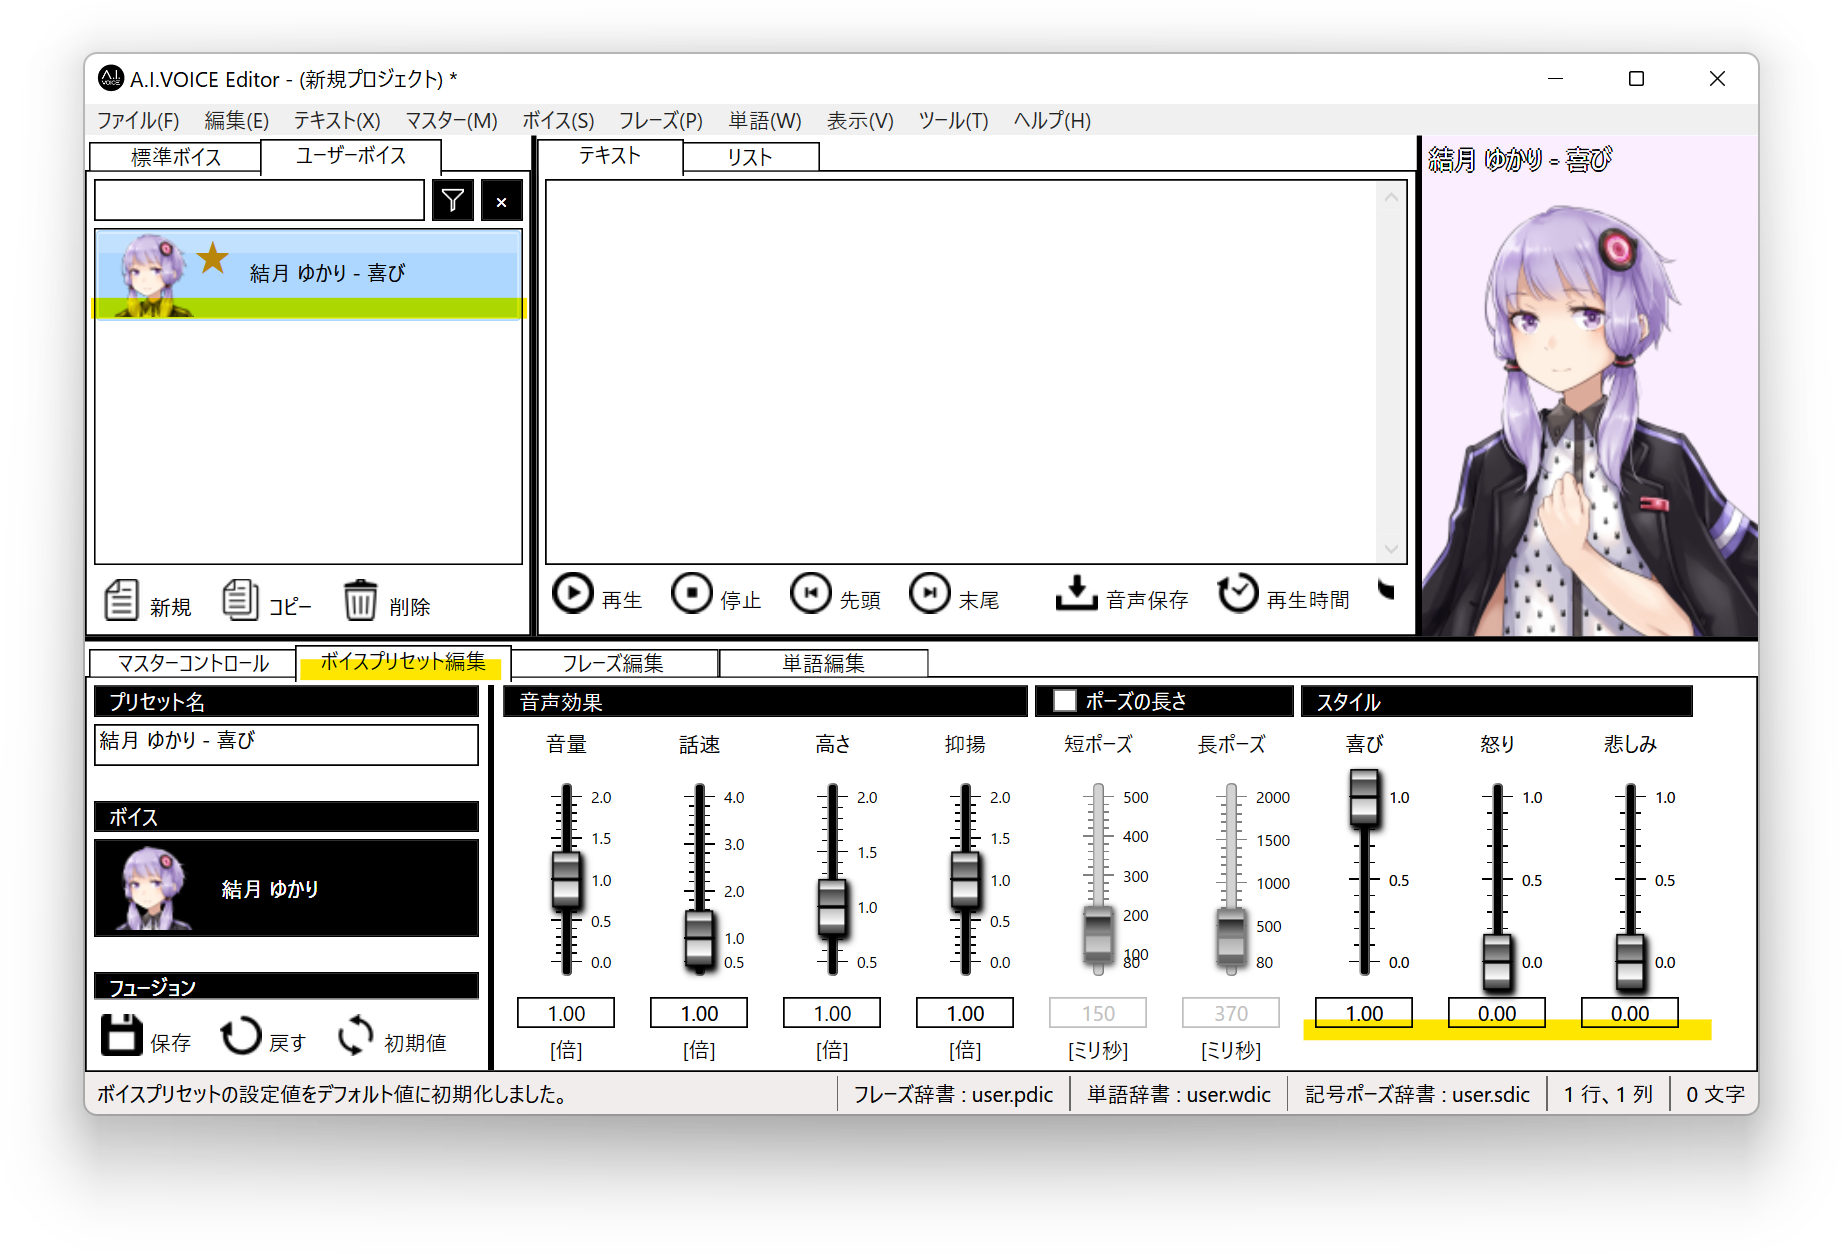 A.I.VOICE Editor - (新規プロジェクト) *
ファイル(F) 編集(E) テキスト(X) マスター(M) ボイス(S) フレーズ(P) 単語(W) 表示(V) ツール(T) ヘルプ(H)
標準ボイス ユーザーボイス
結月 ゆかり - 喜び
新規 コピー 削除
テキスト リスト
再生 停止 先頭 末尾 音声保存 再生時間
結月 ゆかり - 喜び
マスターコントロール ボイスプリセット編集 フレーズ編集 単語編集
プリセット名
結月 ゆかり - 喜び
ボイス
結月 ゆかり
フュージョン
保存 戻す 初期値
音声効果
音量 話速 高さ 抑揚
2.0 4.0 2.0 2.0
1.5 3.0 1.5 1.5
1.0 2.0 1.0 1.0
0.5 1.0 0.5
0.0 0.5 0.5 0.0
1.00 1.00 1.00 1.00
[倍] [倍] [倍] [倍]
ポーズの長さ
短ポーズ 長ポーズ
500 2000
400 1500
300 1000
200 500
100
80 80
150 370
[ミリ秒] [ミリ秒]
スタイル
喜び 怒り 悲しみ
1.0 1.0 1.0
0.5 0.5 0.5
0.0 0.0 0.0
1.00 0.00 0.00
ボイスプリセットの設定値をデフォルト値に初期化しました。 フレーズ辞書 : user.pdic 単語辞書 : user.wdic 記号ポーズ辞書 : user.sdic 1 行、1 列 0 文字